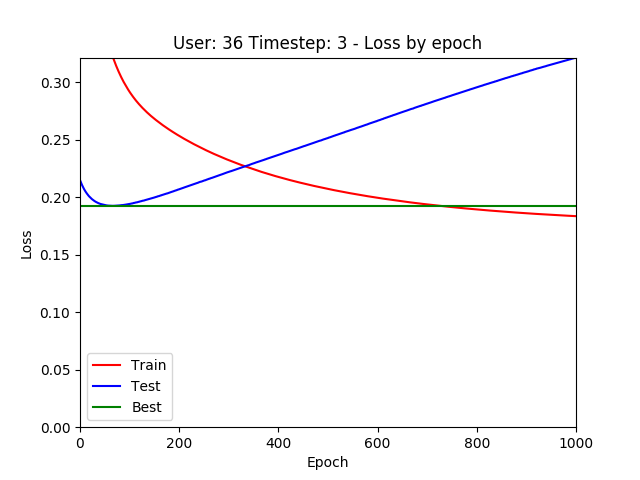 User: 36 Timestep: 3 - Loss by epoch
0.30
0.25
0.20
0.15
0.10
0.05
0.00
Loss
Train
Test
Best
0 200 400 600 800 1000
Epoch